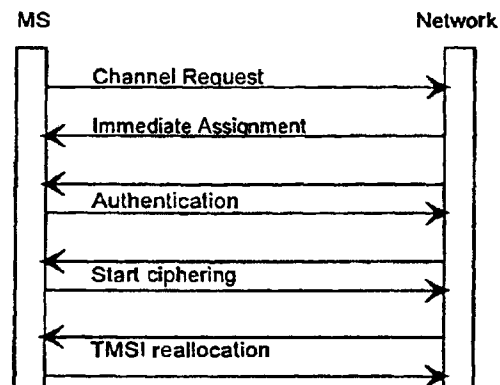 MS Network
Channel Request
Immediate Assignment
Authentication
Start ciphering
TMSI reallocation